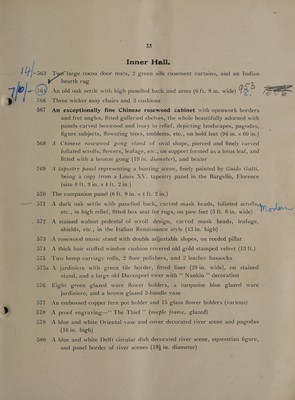 55
Inner Hall.
14/- 563 Two large cocoa door mats, 2 green silk casement curtains, and an Indian
hearth rug
564 An old oak settle with high panelled back and arms (6 ft. 8 in. wide)
566 Three wicker easy chairs and 3 cushions
567 An exceptionally fine Chinese rosewood cabinet with openwork borders
and fret angles, fitted galleried shelves, the whole beautifully adorned with
panels carved boxwood and ivory in relief, depicting landscapes, pagodas,
figure subjects, flowering trees, emblems, etc., on bold feet (94 in. × 69 in.)
568 A Chinese rosewood gong stand of oval shape, pierced and finely carved
foliated scrolls, flowers, foliage, etc., on support formed as a lotus leaf, and
fitted with a bronze gong (19 in. diameter), and beater
569 A tapestry panel representing a hunting scene, finely painted by Guido Gatti,
being a copy from a Louis XV. tapestry panel in the Bargello, Florence
(size 8 ft. 9 in. × 4 ft. 2 in.)
570 The companion panel (6 ft. 9 in. × 4 ft. 2 in.)
571 A dark oak settle with panelled back, carved mask heads, foliated scrolls,
etc., in high relief, fitted box seat for rugs, on paw feet (5 ft. 8 in. wide)
Modern
572 A stained walnut pedestal of scroll design, carved mask heads, foliage,
shields, etc., in the Italian Renaissance style (43 in. high)
573 A rosewood music stand with double adjustable slopes, on reeded pillar
574 A thick hair stuffed window cushion covered old gold stamped velvet (13 ft.)
575 Two hemp carriage rolls, 2 floor polishers, and 2 leather hassocks
575A A jardinière with green tile border, fitted liner (29 in. wide), on stained
stand, and a large old Davenport ewer with "Nankin" decoration
576 Eight green glazed ware flower holders, a turquoise blue glazed ware
jardinière, and a brown glazed 2-handle vase
577 An embossed copper fern pot holder and 15 glass flower holders (various)
578 A proof engraving—"The Thief" (maple frame, glazed)
579 A blue and white Oriental vase and cover decorated river scene and pagodas
(16 in. high)
580 A blue and white Delft circular dish decorated river scene, equestrian figure,
and panel border of river scenes (18½ in. diameter)